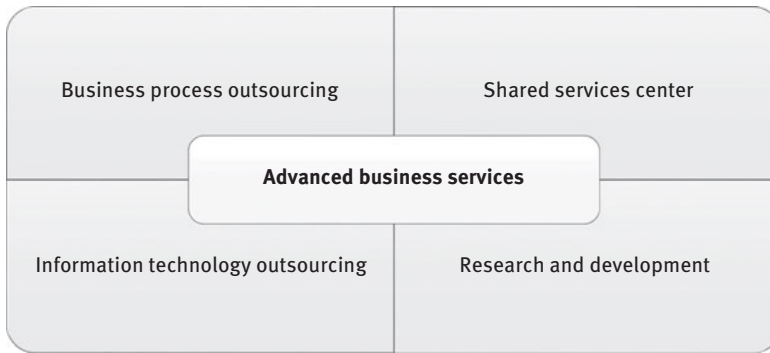 Business process outsourcing
Shared services center
Advanced business services
Information technology outsourcing
Research and development